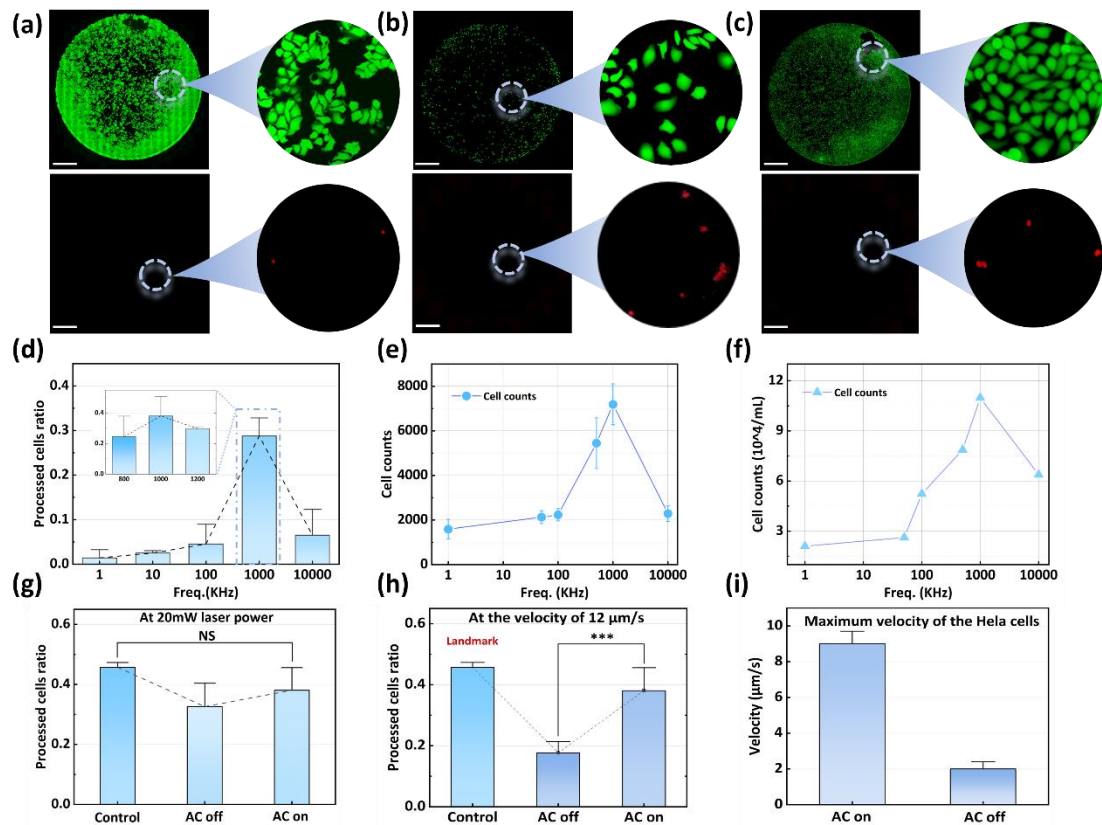 (a)
(b)
(c)
(d)
0.4
0.3
0.2
0.1
0.0
Processed cells ratio
0.4
0.2
0.0
800
1000
1200
1
10
100
1000
10000
Freq.(KHz)
(e)
8000
6000
4000
2000
0
Cell counts
Cell counts
1
10
100
1000
10000
Freq. (KHz)
(f)
12
9
6
3
Cell counts (10^4/mL)
Cell counts
1
10
100
1000
10000
Freq. (KHz)
(g)
At 20mW laser power
NS
0.6
0.4
0.2
0.0
Processed cells ratio
Control
AC off
AC on
(h)
At the velocity of 12 μm/s
Landmark
***
0.6
0.4
0.2
0.0
Processed cells ratio
Control
AC off
AC on
(i)
Maximum velocity of the Hela cells
10
8
6
4
2
0
Velocity (μm/s)
AC on
AC off